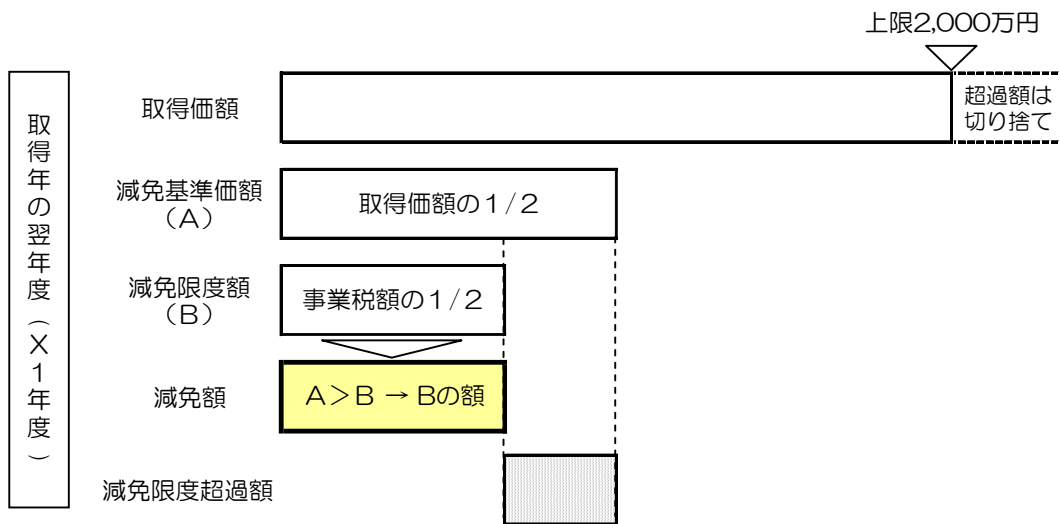 上限2,000万円
取得年の翌年度(X1年度)
取得価額
超過額は
切り捨て
減免基準価額
(A)
取得価額の1/2
減免限度額
(B)
事業税額の1/2
減免額
A>B → Bの額
減免限度超過額